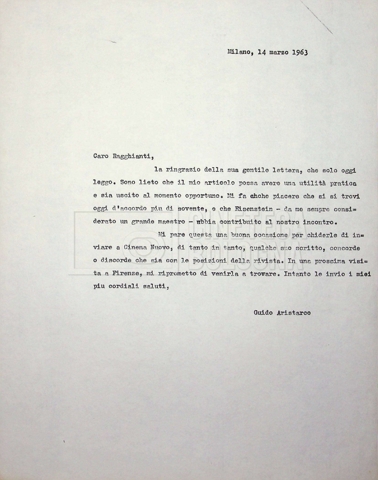 Milano, 14 marzo 1963
Caro Ragghianti,
la ringrazio della sua gentile lettera, che solo oggi
leggo. Sono lieto che il mio articolo possa avere una utilità pratica
e sia uscito al momento opportuno. Mi fa anche piacere che si si trovi
oggi d'accordo piu di sovente, e che Eisenstein - da me sempre consi-
derato un grande maestro - abbia contribuito al nostro incontro.
Mi pare questa una buona occasione per chiederle di in-
viare a Cinema Nuovo, di tanto in tanto, qualche suo scritto, concorde
o discorde che sia con le posizioni della rivista. In una prossima visi-
ta a Firenze, mi riprometto di venirla a trovare. Intanto le invio i miei
piu cordiali saluti,
Guido Aristarco